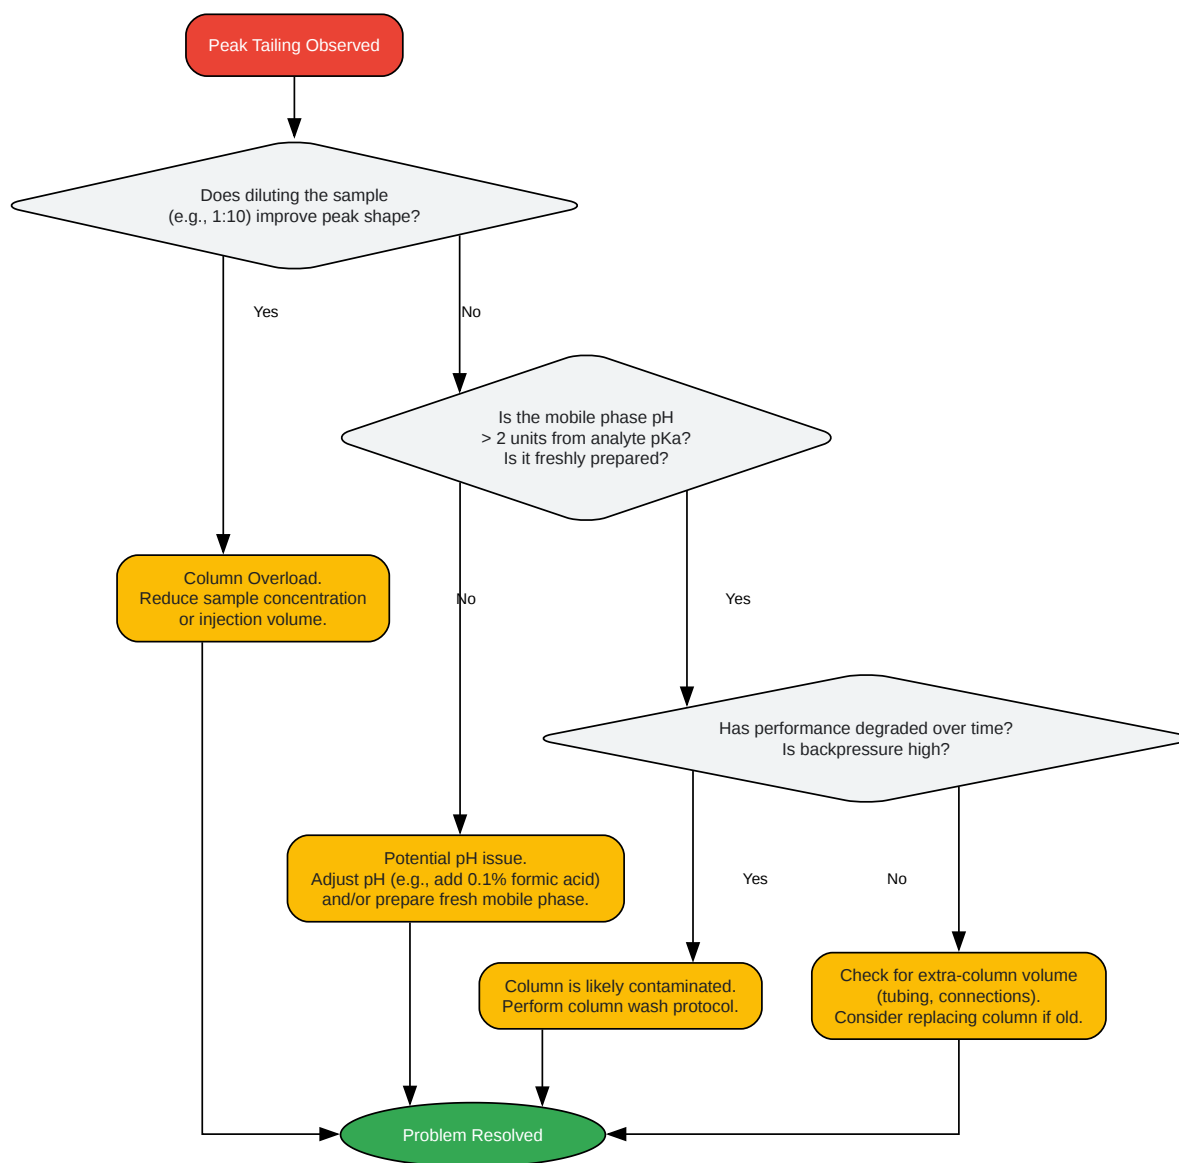 Peak Tailing Observed
Does diluting the sample
(e.g., 1:10) improve peak shape?
Yes
No
Is the mobile phase pH
> 2 units from analyte pKa?
Is it freshly prepared?
Column Overload.
Reduce sample concentration
or injection volume.
No
Yes
Has performance degraded over time?
Is backpressure high?
Potential pH issue.
Adjust pH (e.g., add 0.1% formic acid)
and/or prepare fresh mobile phase.
Yes
No
Column is likely contaminated.
Perform column wash protocol.
Check for extra-column volume
(tubing, connections).
Consider replacing column if old.
Problem Resolved